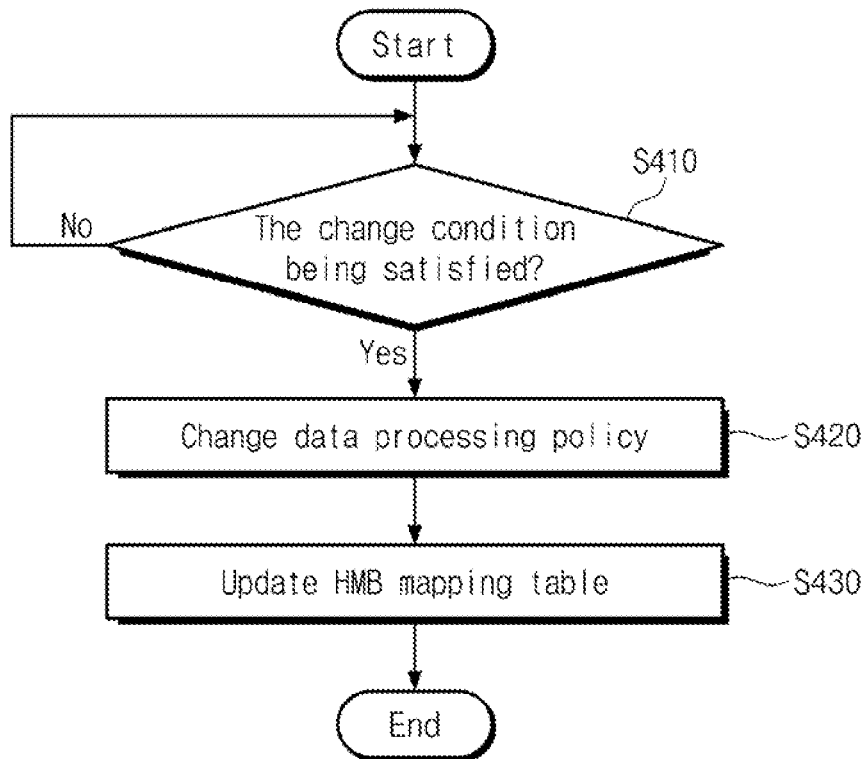 Start
S410
No
The change condition
being satisfied?
Yes
Change data processing policy
S420
Update HMB mapping table
S430
End